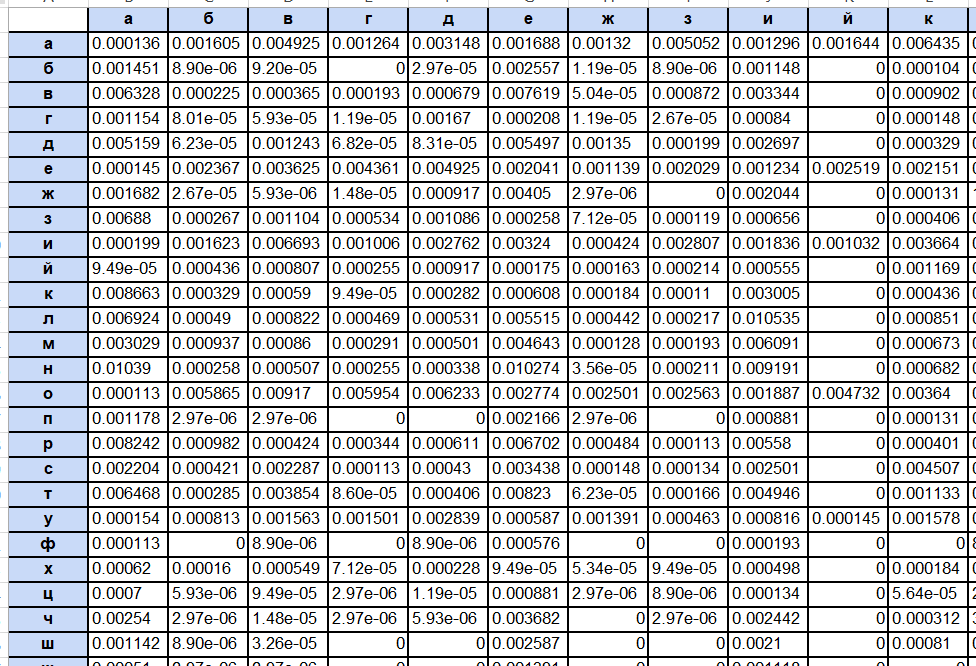 а б в г д е ж з и й к
а 0.000136 0.001605 0.004925 0.001264 0.003148 0.001688 0.00132 0.005052 0.001296 0.001644 0.006435
б 0.001451 8.90e-06 9.20e-05 0 2.97e-05 0.002557 1.19e-05 8.90e-06 0.001148 0 0.000104
в 0.006328 0.000225 0.000365 0.000193 0.000679 0.007619 5.04e-05 0.000872 0.003344 0 0.000902
г 0.001154 8.01e-05 5.93e-05 1.19e-05 0.00167 0.000208 1.19e-05 2.67e-05 0.00084 0 0.000148
д 0.005159 6.23e-05 0.001243 6.82e-05 8.31e-05 0.005497 0.00135 0.000199 0.002697 0 0.000329
е 0.000145 0.002367 0.003625 0.004361 0.004925 0.002041 0.001139 0.002029 0.001234 0.002519 0.002151
ж 0.001682 2.67e-05 5.93e-06 1.48e-05 0.000917 0.00405 2.97e-06 0 0.002044 0 0.000131
з 0.00688 0.000267 0.001104 0.000534 0.001086 0.000258 7.12e-05 0.000119 0.000656 0 0.000406
и 0.000199 0.001623 0.006693 0.001006 0.002762 0.00324 0.000424 0.002807 0.001836 0.001032 0.003664
й 9.49e-05 0.000436 0.000807 0.000255 0.000917 0.000175 0.000163 0.000214 0.000555 0 0.001169
к 0.008663 0.000329 0.00059 9.49e-05 0.000282 0.000608 0.000184 0.00011 0.003005 0 0.000436
л 0.006924 0.00049 0.000822 0.000469 0.000531 0.005515 0.000442 0.000217 0.010535 0 0.000851
м 0.003029 0.000937 0.00086 0.000291 0.000501 0.004643 0.000128 0.000193 0.006091 0 0.000673
н 0.01039 0.000258 0.000507 0.000255 0.000338 0.010274 3.56e-05 0.000211 0.009191 0 0.000682
о 0.000113 0.005865 0.00917 0.005954 0.006233 0.002774 0.002501 0.002563 0.001887 0.004732 0.00364
п 0.001178 2.97e-06 2.97e-06 0 0 0.002166 2.97e-06 0 0.000881 0 0.000131
р 0.008242 0.000982 0.000424 0.000344 0.000611 0.006702 0.000484 0.000113 0.00558 0 0.000401
с 0.002204 0.000421 0.002287 0.000113 0.00043 0.003438 0.000148 0.000134 0.002501 0 0.004507
т 0.006468 0.000285 0.003854 8.60e-05 0.000406 0.00823 6.23e-05 0.000166 0.004946 0 0.001133
у 0.000154 0.000813 0.001563 0.001501 0.002839 0.000587 0.001391 0.000463 0.000816 0.000145 0.001578
ф 0.000113 0 8.90e-06 0 8.90e-06 0.000576 0 0 0.000193 0 0
х 0.00062 0.00016 0.000549 7.12e-05 0.000228 9.49e-05 5.34e-05 9.49e-05 0.000498 0 0.000184
ц 0.0007 5.93e-06 9.49e-05 2.97e-06 1.19e-05 0.000881 2.97e-06 8.90e-06 0.000134 0 5.64e-05
ч 0.00254 2.97e-06 1.48e-05 2.97e-06 5.93e-06 0.003682 0 2.97e-06 0.002442 0 0.000312
ш 0.001142 8.90e-06 3.26e-05 0 0 0.002587 0 0 0.0021 0 0.00081